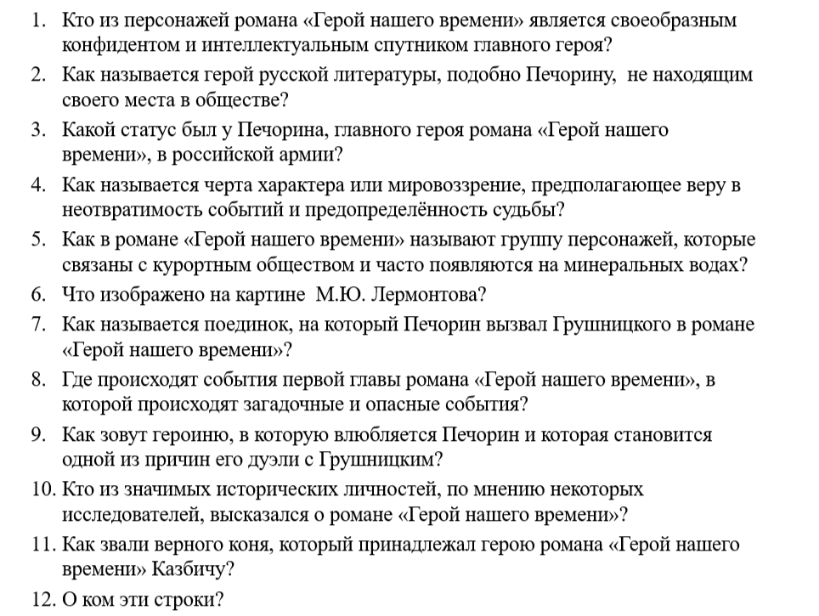 1. Кто из персонажей романа «Герой нашего времени» является своеобразным
конфидентом и интеллектуальным спутником главного героя?
2. Как называется герой русской литературы, подобно Печорину, не находящим
своего места в обществе?
3. Какой статус был у Печорина, главного героя романа «Герой нашего
времени», в российской армии?
4. Как называется черта характера или мировоззрение, предполагающее веру в
неотвратимость событий и предопределённость судьбы?
5. Как в романе «Герой нашего времени» называют группу персонажей, которые
связаны с курортным обществом и часто появляются на минеральных водах?
6. Что изображено на картине М.Ю. Лермонтова?
7. Как называется поединок, на который Печорин вызвал Грушницкого в романе
«Герой нашего времени»?
8. Где происходят события первой главы романа «Герой нашего времени», в
которой происходят загадочные и опасные события?
9. Как зовут героиню, в которую влюбляется Печорин и которая становится
одной из причин его дуэли с Грушницким?
10. Кто из значимых исторических личностей, по мнению некоторых
исследователей, высказался о романе «Герой нашего времени»?
11. Как звали верного коня, который принадлежал герою романа «Герой нашего
времени» Казбичу?
12. О ком эти строки?